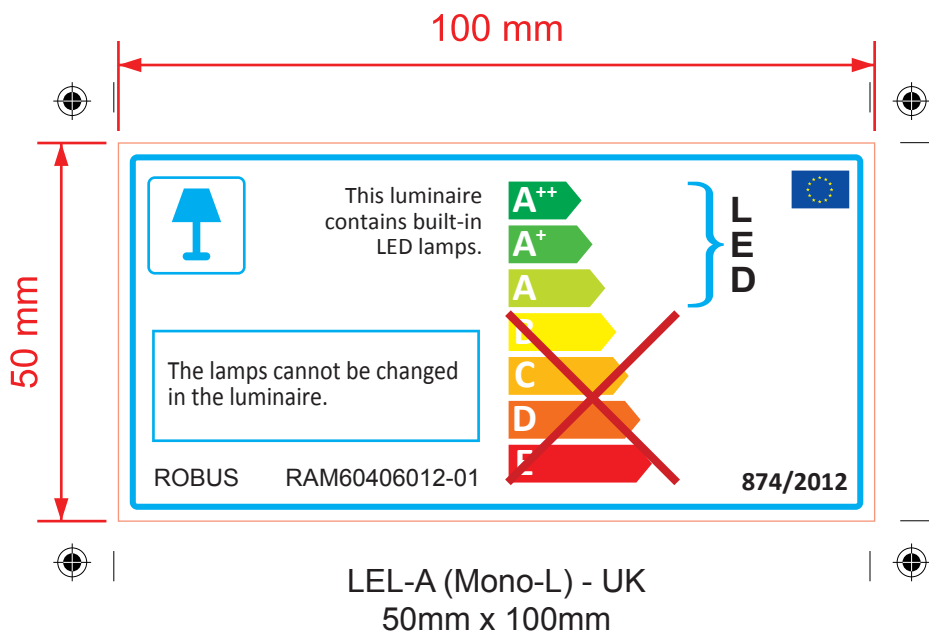 100 mm
50 mm
This luminaire
contains built-in
LED lamps.
A++
A+
A
B
C
D
E
L
E
D
The lamps cannot be changed
in the luminaire.
ROBUS RAM60406012-01
874/2012
LEL-A (Mono-L) - UK
50mm x 100mm